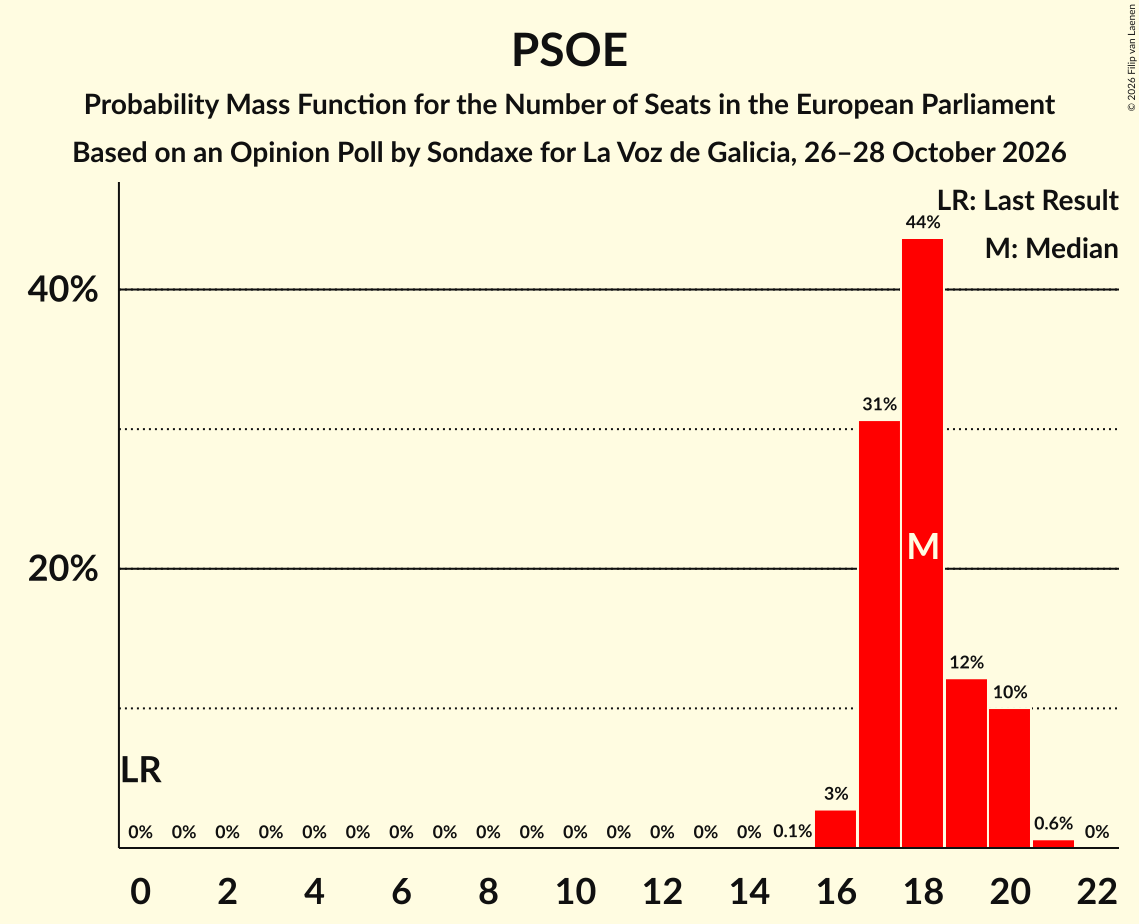 PSOE
Probability Mass Function for the Number of Seats in the European Parliament
Based on an Opinion Poll by Sondaxe for La Voz de Galicia, 26–28 October 2026
© 2026 Filip van Laenen
LR: Last Result
M: Median
40%
20%
44%
31%
M
12%
10%
LR
3%
0% 0% 0% 0% 0% 0% 0% 0% 0% 0% 0% 0% 0% 0% 0% 0.1% 0.6% 0%
0 2 4 6 8 10 12 14 16 18 20 22